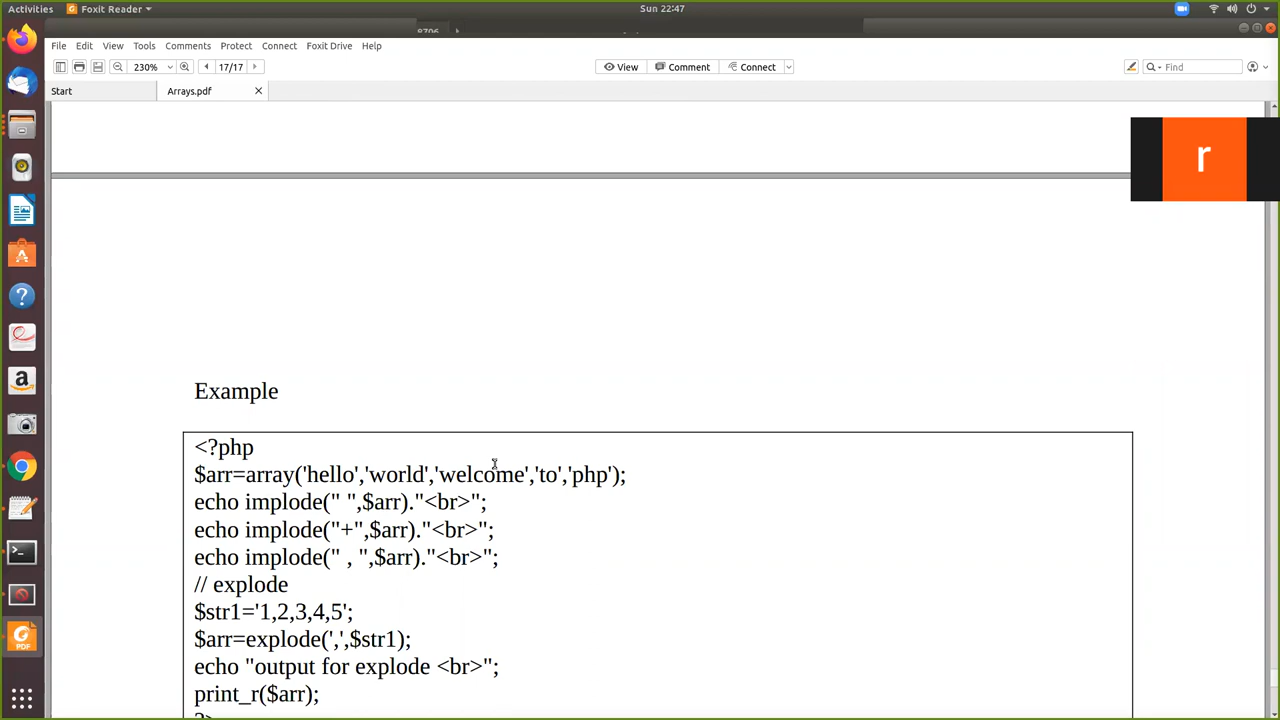 Activities
Foxit Reader
Sun 22:47
File Edit View Tools Comments Protect Connect Foxit Drive Help
230%
17/17
View
Comment
Connect
Find
Start
Arrays.pdf
r
Example
<?php
$arr=array('hello','world','welcome','to','php');
echo implode(" ",$arr)."<br>";
echo implode("+",$arr)."<br>";
echo implode(" , ",$arr)."<br>";
// explode
$str1='1,2,3,4,5';
$arr=explode(',',$str1);
echo "output for explode <br>";
print_r($arr);